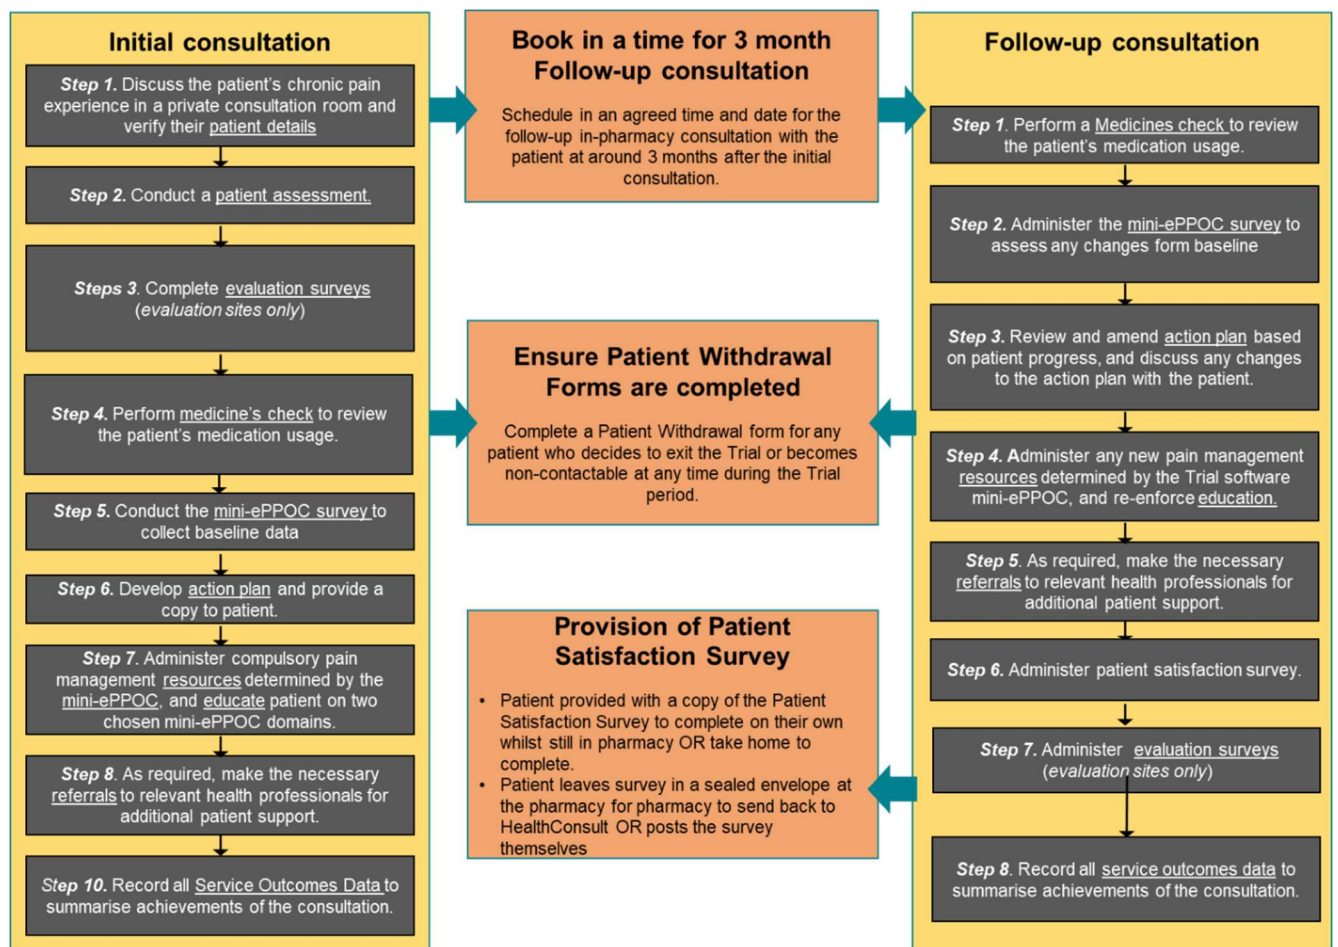 Initial consultation
Step 1. Discuss the patient's chronic pain
experience in a private consultation room and
verify their patient details
Step 2. Conduct a patient assessment.
Steps 3. Complete evaluation surveys
(evaluation sites only)
Step 4. Perform medicine's check to review
the patient's medication usage.
Step 5. Conduct the mini-ePPOC survey to
collect baseline data
Step 6. Develop action plan and provide a
copy to patient.
Step 7. Administer compulsory pain
management resources determined by the
mini-ePPOC, and educate patient on two
chosen mini-ePPOC domains.
Step 8. As required, make the necessary
referrals to relevant health professionals for
additional patient support.
Step 10. Record all Service Outcomes Data to
summarise achievements of the consultation.
Book in a time for 3 month
Follow-up consultation
Schedule in an agreed time and date for the
follow-up in-pharmacy consultation with the
patient at around 3 months after the initial
consultation.
Ensure Patient Withdrawal
Forms are completed
Complete a Patient Withdrawal form for any
patient who decides to exit the Trial or becomes
non-contactable at any time during the Trial
period.
Provision of Patient
Satisfaction Survey
• Patient provided with a copy of the Patient
Satisfaction Survey to complete on their own
whilst still in pharmacy OR take home to
complete.
• Patient leaves survey in a sealed envelope at
the pharmacy for pharmacy to send back to
HealthConsult OR posts the survey
themselves
Follow-up consultation
Step 1. Perform a Medicines check to review
the patient's medication usage.
Step 2. Administer the mini-ePPOC survey to
assess any changes form baseline
Step 3. Review and amend action plan based
on patient progress, and discuss any changes
to the action plan with the patient.
Step 4. Administer any new pain management
resources determined by the Trial software
mini-ePPOC, and re-enforce education.
Step 5. As required, make the necessary
referrals to relevant health professionals for
additional patient support.
Step 6. Administer patient satisfaction survey.
Step 7. Administer evaluation surveys
(evaluation sites only)
Step 8. Record all service outcomes data to
summarise achievements of the consultation.